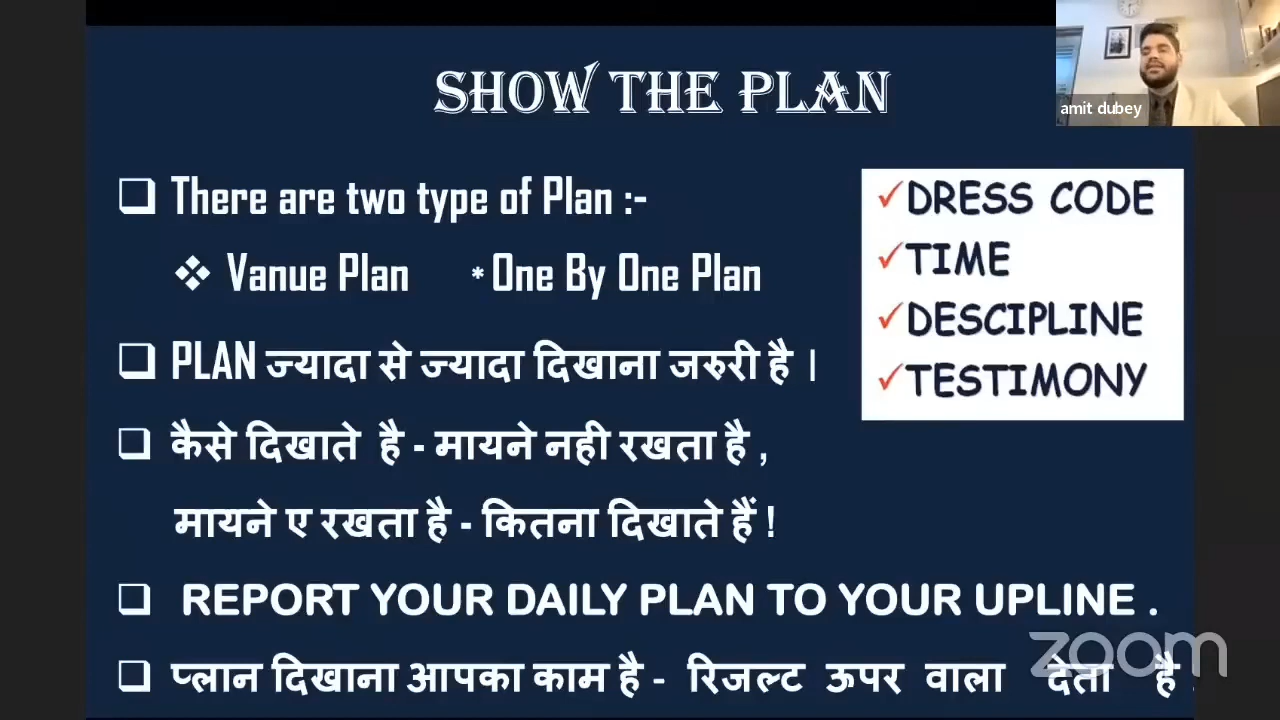 SHOW THE PLAN
amit dubey
There are two type of Plan :-
Vanue Plan * One By One Plan
DRESS CODE
TIME
DESCIPLINE
TESTIMONY
PLAN ज्यादा से ज्यादा दिखाना जरुरी है ।
कैसे दिखाते है - मायने नही रखता है ,
मायने ए रखता है - कितना दिखाते हैं !
REPORT YOUR DAILY PLAN TO YOUR UPLINE .
प्लान दिखाना आपका काम है - रिजल्ट ऊपर वाला देता है .
zoom